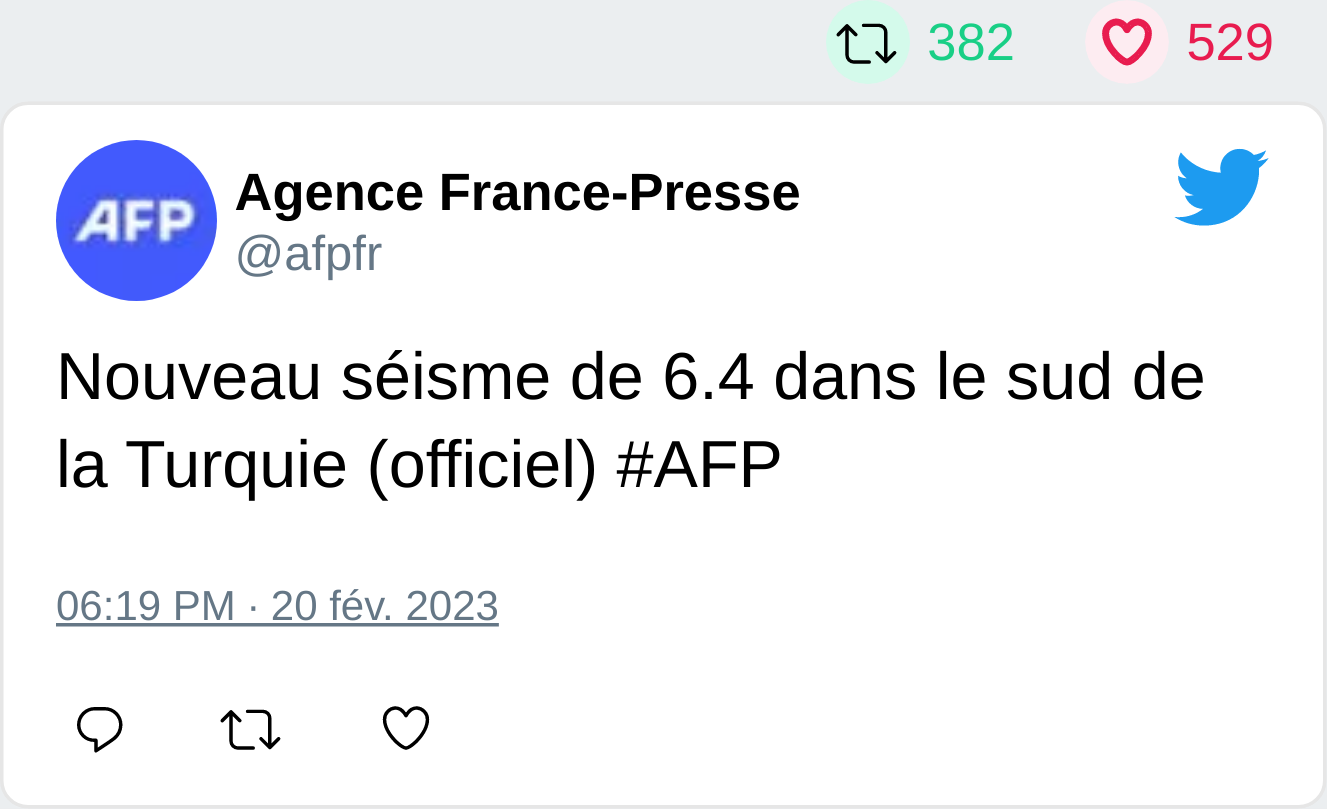 382 529
AFP
Agence France-Presse
@afpfr
Nouveau séisme de 6.4 dans le sud de
la Turquie (officiel) #AFP
06:19 PM · 20 fév. 2023